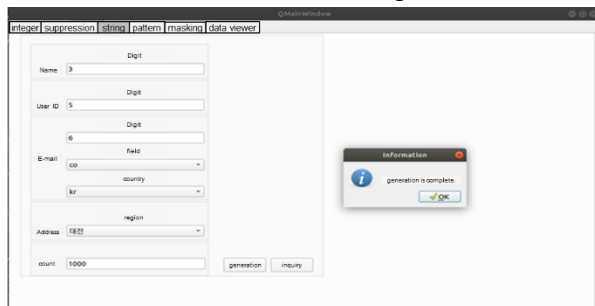 QMainWindow
integer suppression string pattern masking data viewer
Digit
Name 3
Digit
User ID 5
Digit
6
E-mail
field
co
country
kr
region
Address 대전
count 1000
generation inquiry
Information
generation is complete.
OK